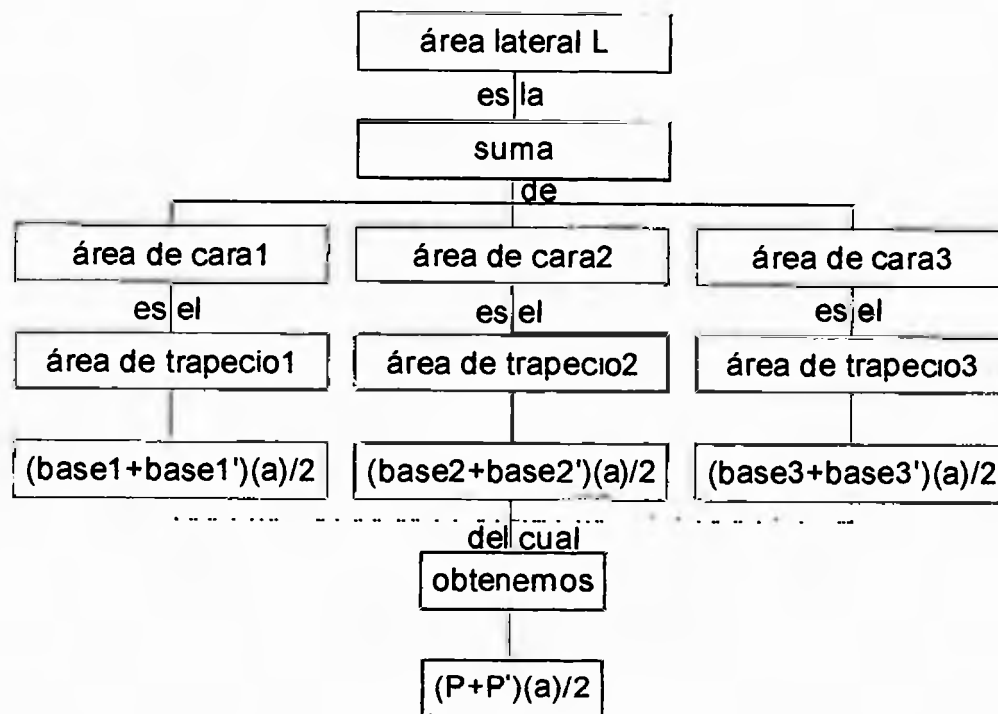 área lateral L
es la
suma
de
área de cara1 área de cara2 área de cara3
es el es el es el
área de trapecio1 área de trapecio2 área de trapecio3
(base1+base1')(a)/2 (base2+base2')(a)/2 (base3+base3')(a)/2
del cual
obtenemos
(P+P')(a)/2